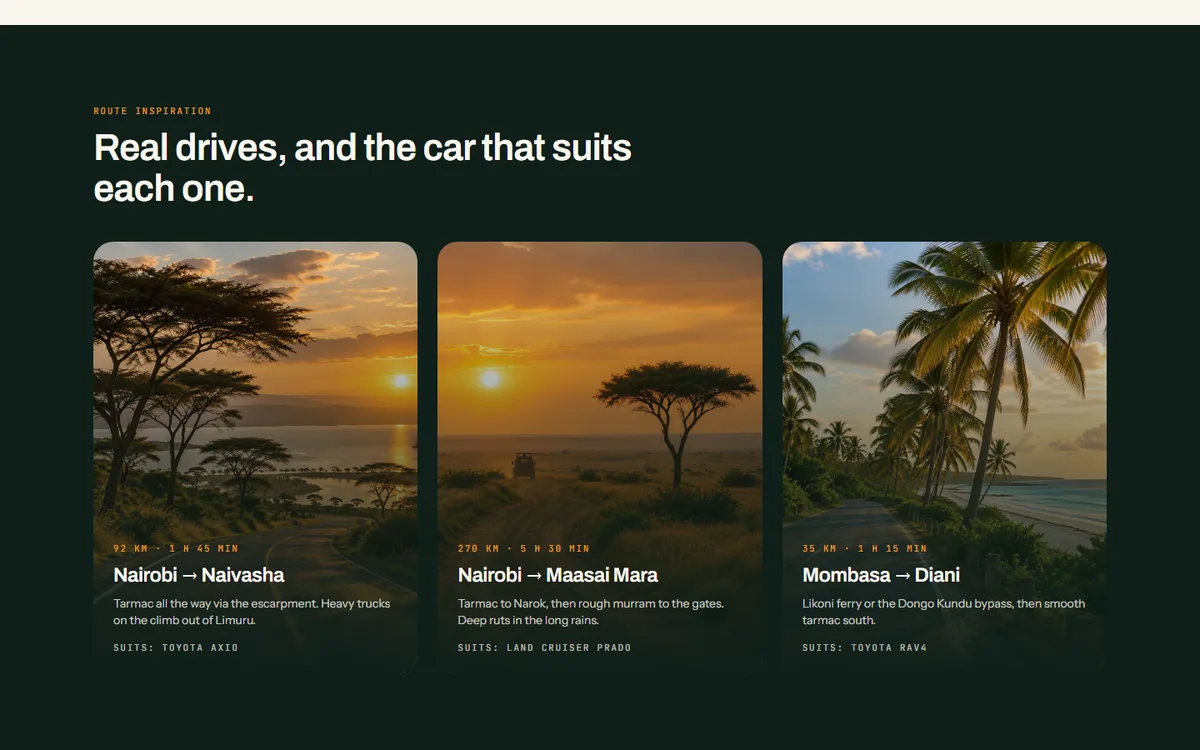 ROUTE INSPIRATION
Real drives, and the car that suits
each one.
92 KM · 1 H 45 MIN
Nairobi → Naivasha
Tarmac all the way via the escarpment. Heavy trucks
on the climb out of Limuru.
SUITS: TOYOTA AXIO
270 KM · 5 H 30 MIN
Nairobi → Maasai Mara
Tarmac to Narok, then rough murram to the gates.
Deep ruts in the long rains.
SUITS: LAND CRUISER PRADO
35 KM · 1 H 15 MIN
Mombasa → Diani
Likoni ferry or the Dongo Kundu bypass, then smooth
tarmac south.
SUITS: TOYOTA RAV4